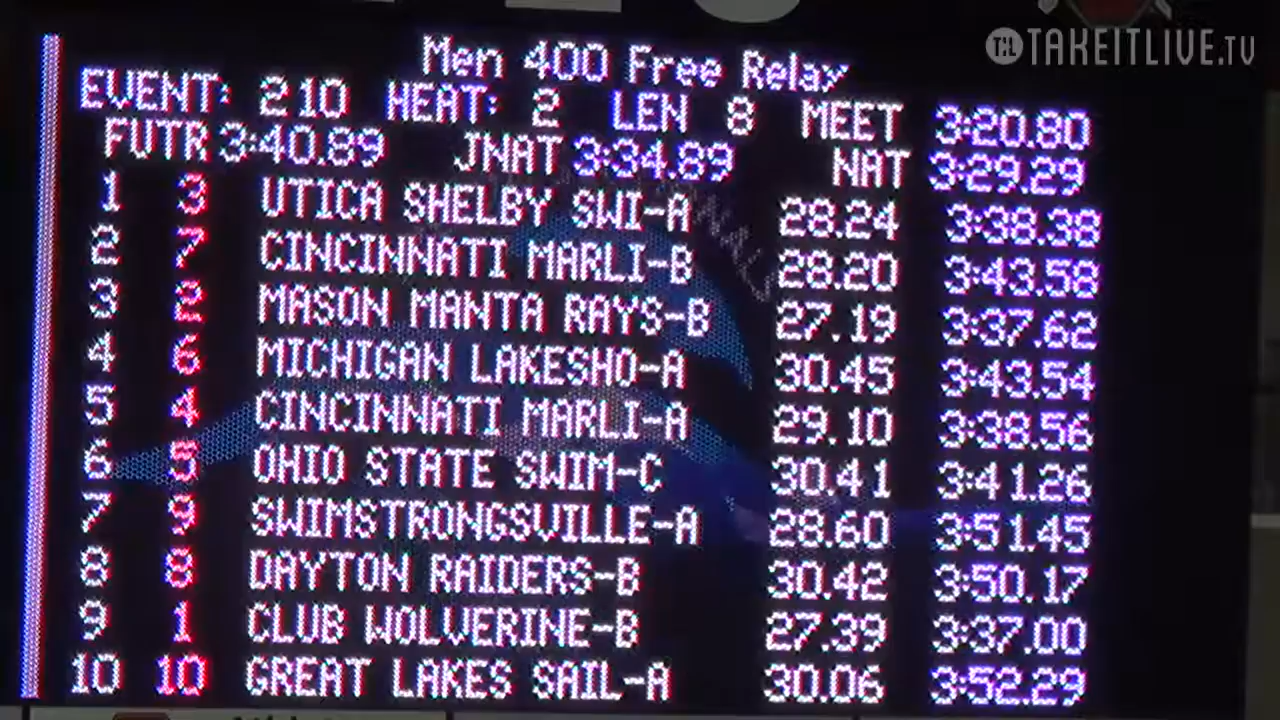 THL TAKEITLIVE.TV
Men 400 Free Relay
EVENT: 210 HEAT: 2 LEN 8 MEET 3:20.80
FUTR 3:40.89 JNAT 3:34.89 NAT 3:29.29
1 3 UTICA SHELBY SWI-A 28.24 3:38.38
2 7 CINCINNATI MARLI-B 28.20 3:43.58
3 2 MASON MANTA RAYS-B 27.19 3:37.62
4 6 MICHIGAN LAKESHO-A 30.45 3:43.54
5 4 CINCINNATI MARLI-A 29.10 3:38.56
6 5 OHIO STATE SWIM-C 30.41 3:41.26
7 9 SWIMSTRONGSVILLE-A 28.60 3:51.45
8 8 DAYTON RAIDERS-B 30.42 3:50.17
9 1 CLUB WOLVERINE-B 27.39 3:37.00
10 10 GREAT LAKES SAIL-A 30.06 3:52.29